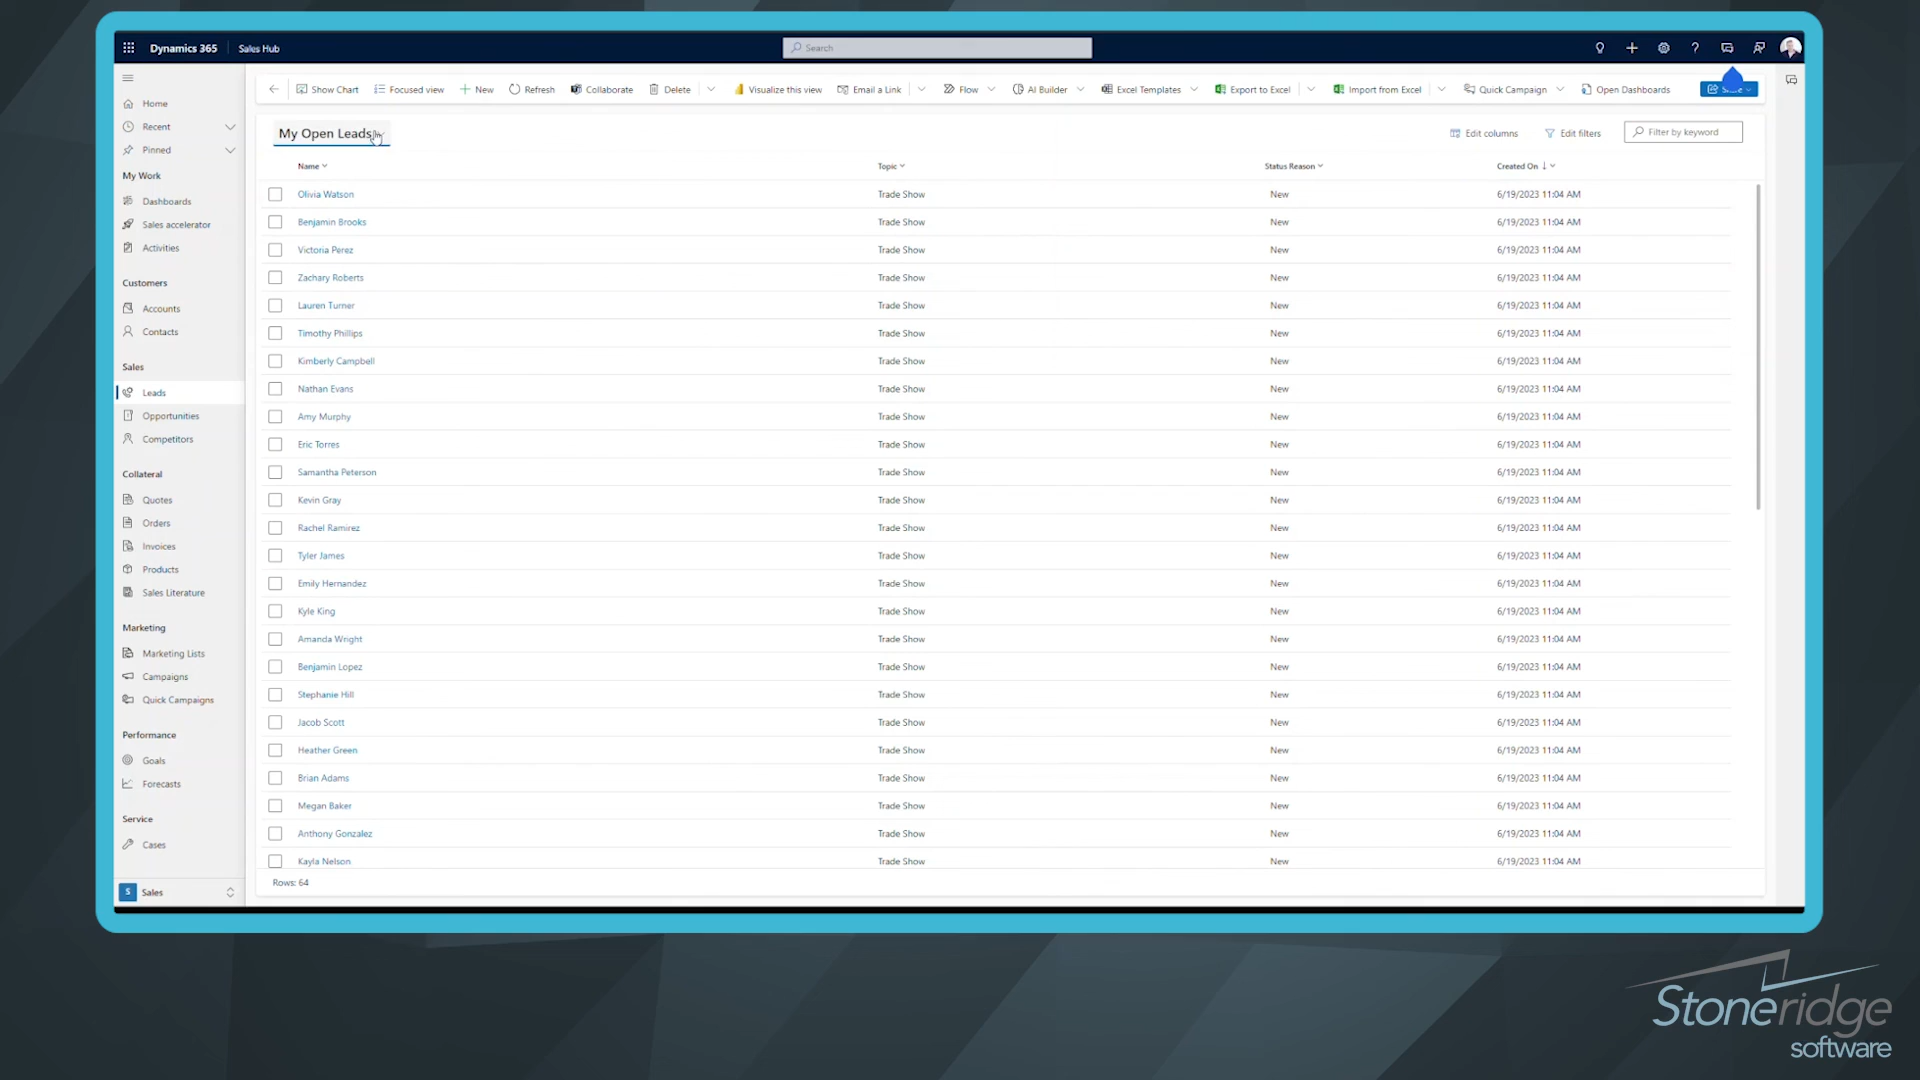 Dynamics 365 Sales Hub Search
Show Chart Focused view New Refresh Collaborate Delete Visualize this view Email a Link Flow AI Builder Excel Templates Export to Excel Import from Excel Quick Campaign Open Dashboards
Home
Recent
Pinned
My Work
Dashboards
Sales accelerator
Activities
Customers
Accounts
Contacts
Sales
Leads
Opportunities
Competitors
Collateral
Quotes
Orders
Invoices
Products
Sales Literature
Marketing
Marketing Lists
Campaigns
Quick Campaigns
Performance
Goals
Forecasts
Service
Cases
S Sales
My Open Leads Edit columns Edit filters Filter by keyword
Name Topic Status Reason Created On
Olivia Watson Trade Show New 6/19/2023 11:04 AM
Benjamin Brooks Trade Show New 6/19/2023 11:04 AM
Victoria Perez Trade Show New 6/19/2023 11:04 AM
Zachary Roberts Trade Show New 6/19/2023 11:04 AM
Lauren Turner Trade Show New 6/19/2023 11:04 AM
Timothy Phillips Trade Show New 6/19/2023 11:04 AM
Kimberly Campbell Trade Show New 6/19/2023 11:04 AM
Nathan Evans Trade Show New 6/19/2023 11:04 AM
Amy Murphy Trade Show New 6/19/2023 11:04 AM
Eric Torres Trade Show New 6/19/2023 11:04 AM
Samantha Peterson Trade Show New 6/19/2023 11:04 AM
Kevin Gray Trade Show New 6/19/2023 11:04 AM
Rachel Ramirez Trade Show New 6/19/2023 11:04 AM
Tyler James Trade Show New 6/19/2023 11:04 AM
Emily Hernandez Trade Show New 6/19/2023 11:04 AM
Kyle King Trade Show New 6/19/2023 11:04 AM
Amanda Wright Trade Show New 6/19/2023 11:04 AM
Benjamin Lopez Trade Show New 6/19/2023 11:04 AM
Stephanie Hill Trade Show New 6/19/2023 11:04 AM
Jacob Scott Trade Show New 6/19/2023 11:04 AM
Heather Green Trade Show New 6/19/2023 11:04 AM
Brian Adams Trade Show New 6/19/2023 11:04 AM
Megan Baker Trade Show New 6/19/2023 11:04 AM
Anthony Gonzalez Trade Show New 6/19/2023 11:04 AM
Kayla Nelson Trade Show New 6/19/2023 11:04 AM
Rows: 64
Stoneridge
software